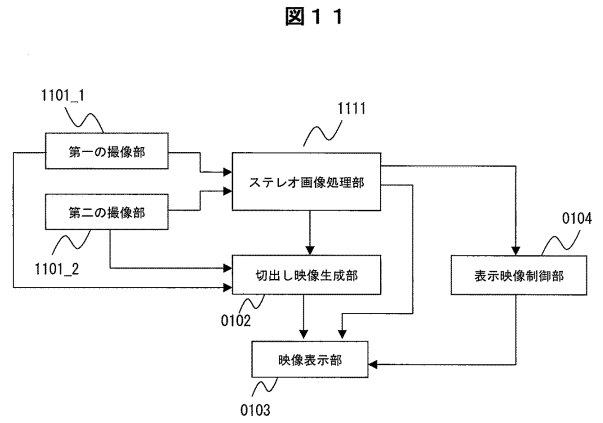 図１１
1101_1
第一の撮像部
1111
ステレオ画像処理部
第二の撮像部
1101_2
0104
切出し映像生成部
表示映像制御部
0102
映像表示部
0103